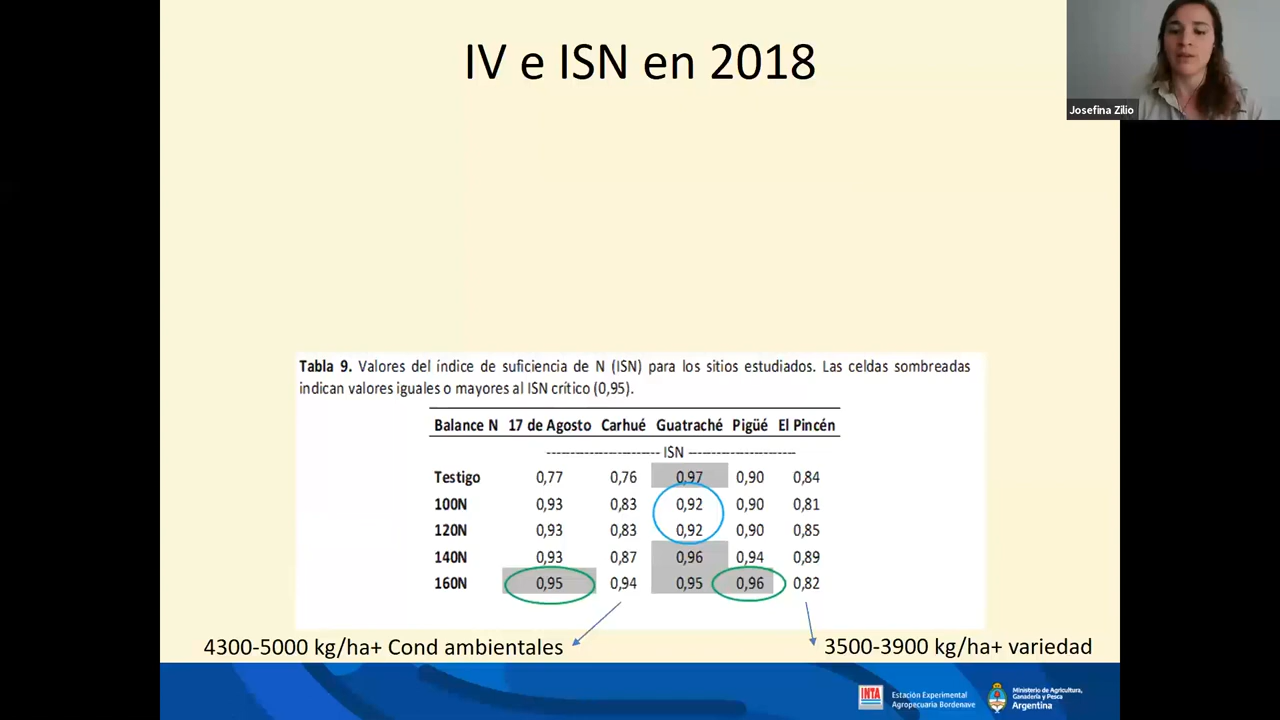 IV e ISN en 2018
Josefina Zilio
Tabla 9. Valores del índice de suficiencia de N (ISN) para los sitios estudiados. Las celdas sombreadas
indican valores iguales o mayores al ISN crítico (0,95).
Balance N 17 de Agosto Carhué Guatraché Pigüé El Pincén
------------------------ ISN ------------------------
Testigo 0,77 0,76 0,97 0,90 0,84
100N 0,93 0,83 0,92 0,90 0,81
120N 0,93 0,83 0,92 0,90 0,85
140N 0,93 0,87 0,96 0,94 0,89
160N 0,95 0,94 0,95 0,96 0,82
4300-5000 kg/ha+ Cond ambientales
3500-3900 kg/ha+ variedad
INTA
Estación Experimental
Agropecuaria Bordenave
Ministerio de Agricultura,
Ganadería y Pesca
Argentina